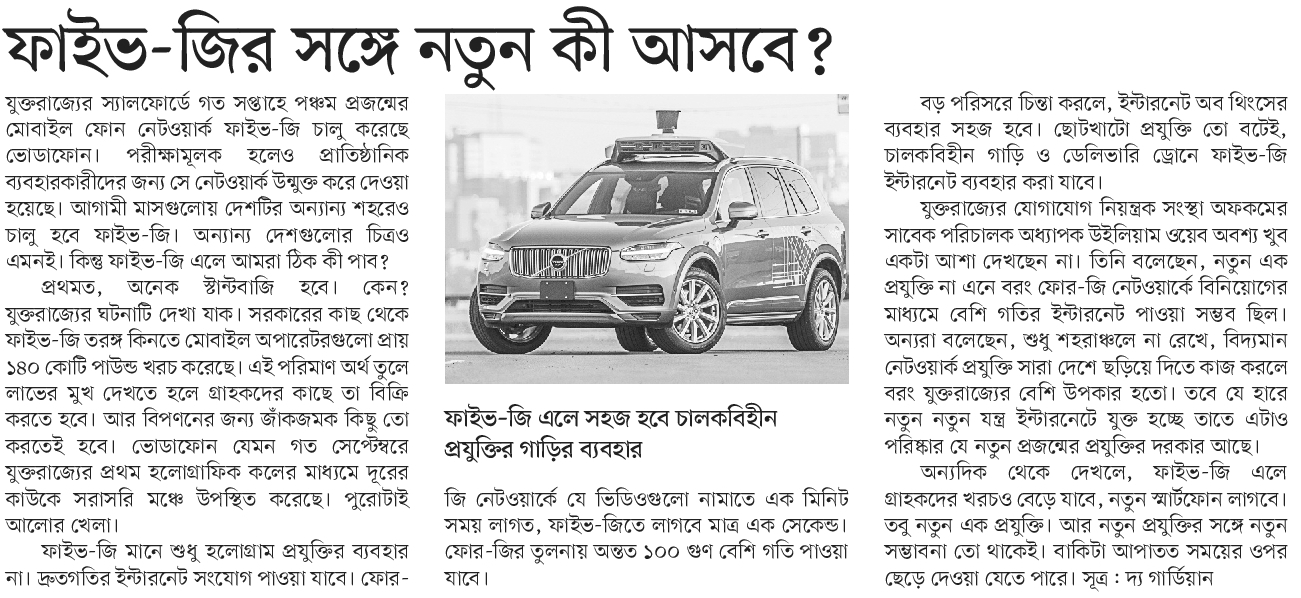 ফাইভ-জির সঙ্গে নতুন কী আসবে?
যুক্তরাজ্যের স্যালফোর্ডে গত সপ্তাহে পঞ্চম প্রজন্মের
মোবাইল ফোন নেটওয়ার্ক ফাইভ-জি চালু করেছে
ভোডাফোন। পরীক্ষামূলক হলেও প্রাতিষ্ঠানিক
ব্যবহারকারীদের জন্য সে নেটওয়ার্ক উন্মুক্ত করে দেওয়া
হয়েছে। আগামী মাসগুলোয় দেশটির অন্যান্য শহরেও
চালু হবে ফাইভ-জি। অন্যান্য দেশগুলোর চিত্রও
এমনই। কিন্তু ফাইভ-জি এলে আমরা ঠিক কী পাব?
প্রথমত, অনেক স্টান্টবাজি হবে। কেন?
যুক্তরাজ্যের ঘটনাটি দেখা যাক। সরকারের কাছ থেকে
ফাইভ-জি তরঙ্গ কিনতে মোবাইল অপারেটরগুলো প্রায়
১৪০ কোটি পাউন্ড খরচ করেছে। এই পরিমাণ অর্থ তুলে
লাভের মুখ দেখতে হলে গ্রাহকদের কাছে তা বিক্রি
করতে হবে। আর বিপণনের জন্য জাঁকজমক কিছু তো
করতেই হবে। ভোডাফোন যেমন গত সেপ্টেম্বরে
যুক্তরাজ্যের প্রথম হলোগ্রাফিক কলের মাধ্যমে দূরের
কাউকে সরাসরি মঞ্চে উপস্থিত করেছে। পুরোটাই
আলোর খেলা।
ফাইভ-জি মানে শুধু হলোগ্রাম প্রযুক্তির ব্যবহার
না। দ্রুতগতির ইন্টারনেট সংযোগ পাওয়া যাবে। ফোর-
ফাইভ-জি এলে সহজ হবে চালকবিহীন
প্রযুক্তির গাড়ির ব্যবহার
জি নেটওয়ার্কে যে ভিডিওগুলো নামাতে এক মিনিট
সময় লাগত, ফাইভ-জিতে লাগবে মাত্র এক সেকেন্ড।
ফোর-জির তুলনায় অন্তত ১০০ গুণ বেশি গতি পাওয়া
যাবে।
বড় পরিসরে চিন্তা করলে, ইন্টারনেট অব থিংসের
ব্যবহার সহজ হবে। ছোটখাটো প্রযুক্তি তো বটেই,
চালকবিহীন গাড়ি ও ডেলিভারি ড্রোনে ফাইভ-জি
ইন্টারনেট ব্যবহার করা যাবে।
যুক্তরাজ্যের যোগাযোগ নিয়ন্ত্রক সংস্থা অফকমের
সাবেক পরিচালক অধ্যাপক উইলিয়াম ওয়েব অবশ্য খুব
একটা আশা দেখছেন না। তিনি বলেছেন, নতুন এক
প্রযুক্তি না এনে বরং ফোর-জি নেটওয়ার্কে বিনিয়োগের
মাধ্যমে বেশি গতির ইন্টারনেট পাওয়া সম্ভব ছিল।
অন্যরা বলেছেন, শুধু শহরাঞ্চলে না রেখে, বিদ্যমান
নেটওয়ার্ক প্রযুক্তি সারা দেশে ছড়িয়ে দিতে কাজ করলে
বরং যুক্তরাজ্যের বেশি উপকার হতো। তবে যে হারে
নতুন নতুন যন্ত্র ইন্টারনেটে যুক্ত হচ্ছে তাতে এটাও
পরিষ্কার যে নতুন প্রজন্মের প্রযুক্তির দরকার আছে।
অন্যদিক থেকে দেখলে, ফাইভ-জি এলে
গ্রাহকদের খরচও বেড়ে যাবে, নতুন স্মার্টফোন লাগবে।
তবু নতুন এক প্রযুক্তি। আর নতুন প্রযুক্তির সঙ্গে নতুন
সম্ভাবনা তো থাকেই। বাকিটা আপাতত সময়ের ওপর
ছেড়ে দেওয়া যেতে পারে। সূত্র : দ্য গার্ডিয়ান